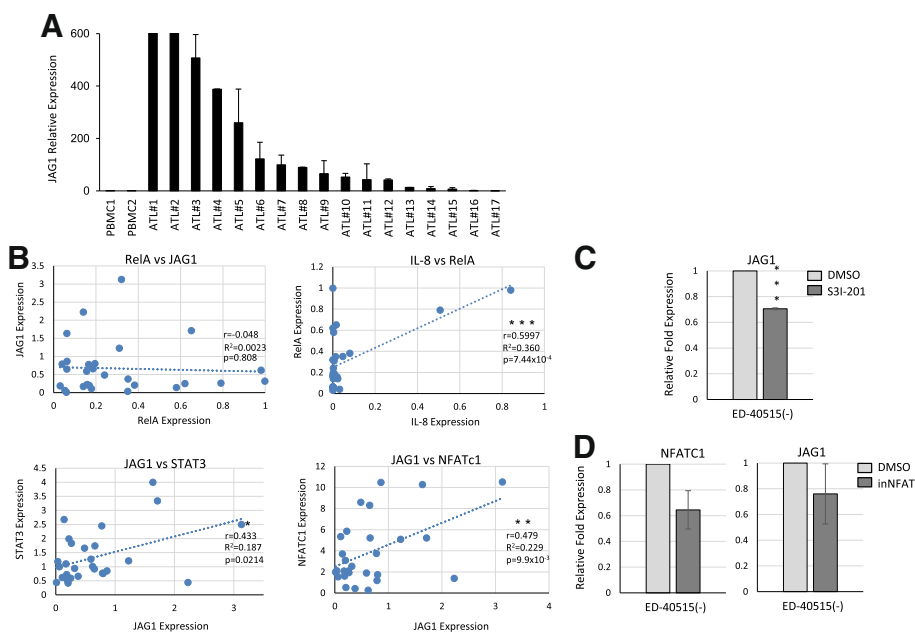 A
JAG1 Relative Expression
600
400
200
0
PBMC1
PBMC2
ATL#1
ATL#2
ATL#3
ATL#4
ATL#5
ATL#6
ATL#7
ATL#8
ATL#9
ATL#10
ATL#11
ATL#12
ATL#13
ATL#14
ATL#15
ATL#16
ATL#17
B
RelA vs JAG1
JAG1 Expression
3.5
3
2.5
2
1.5
1
0.5
0
r=-0.048
R²=0.0023
p=0.808
0
0.2
0.4
0.6
0.8
1
RelA Expression
IL-8 vs RelA
RelA Expression
1.2
1
0.8
0.6
0.4
0.2
0
* * *
r=0.5997
R²=0.360
p=7.44x10⁻⁴
0
0.2
0.4
0.6
0.8
1
IL-8 Expression
JAG1 vs STAT3
STAT3 Expression
4.5
4
3.5
3
2.5
2
1.5
1
0.5
0
*
r=0.433
R²=0.187
p=0.0214
0
1
2
3
JAG1 Expression
JAG1 vs NFATc1
NFATC1 Expression
12
10
8
6
4
2
0
* *
r=0.479
R²=0.229
p=9.9x10⁻³
0
1
2
3
4
JAG1 Expression
C
JAG1
Relative Fold Expression
1
0.8
0.6
0.4
0.2
0
*
*
*
DMSO
S3I-201
ED-40515(-)
D
NFATC1
Relative Fold Expression
1
0.8
0.6
0.4
0.2
0
ED-40515(-)
JAG1
1
0.8
0.6
0.4
0.2
0
ED-40515(-)
DMSO
inNFAT